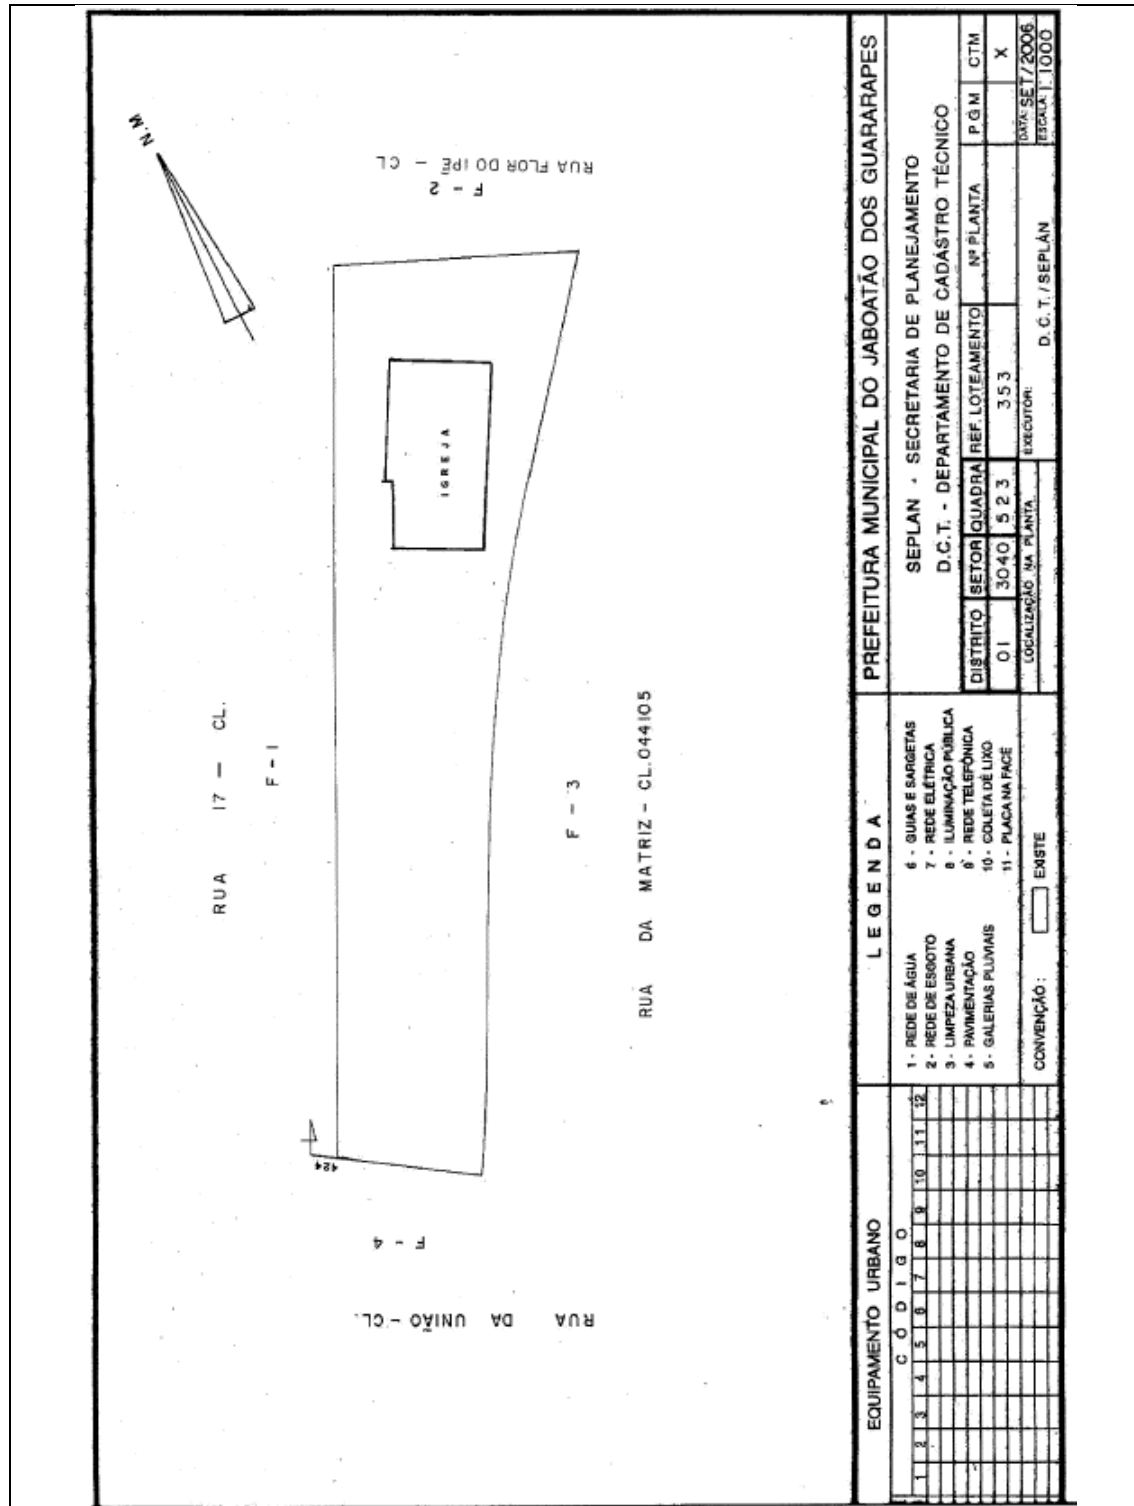 N.M
RUA FLOR DO IPÊ - CL
F - 2
IGREJA
RUA 17 - CL.
F - 1
F - 3
RUA DA MATRIZ - CL.044105
424
F - 4
RUA DA UNIÃO - CL.
EQUIPAMENTO URBANO
CÓDIGO
1 2 3 4 5 6 7 8 9 10 11 12
LEGENDA
1 - REDE DE ÁGUA
2 - REDE DE ESGOTO
3 - LIMPEZA URBANA
4 - PAVIMENTAÇÃO
5 - GALERIAS PLUVIAIS
6 - GUIAS E SARGETAS
7 - REDE ELÉTRICA
8 - ILUMINAÇÃO PÚBLICA
9 - REDE TELEFÔNICA
10 - COLETA DE LIXO
11 - PLACA NA FACE
CONVENÇÃO: EXISTE
PREFEITURA MUNICIPAL DO JABOATÃO DOS GUARARAPES
SEPLAN - SECRETARIA DE PLANEJAMENTO
D.C.T. - DEPARTAMENTO DE CADASTRO TÉCNICO
DISTRITO SETOR QUADRA REF. LOTEAMENTO Nº PLANTA PGM CTM
01 3040 523 353 X
LOCALIZAÇÃO NA PLANTA
EXECUTOR:
D.C.T. / SEPLAN
DATA: SET/2006
ESCALA: 1:1000